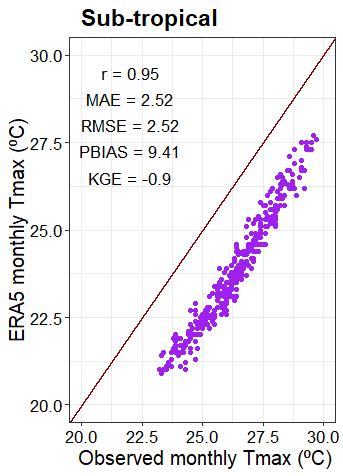 Sub-tropical
30.0
r = 0.95
MAE = 2.52
RMSE = 2.52
27.5
PBIAS = 9.41
KGE = -0.9
ERA5 monthly Tmax (ºC)
25.0
22.5
20.0
20.0 22.5 25.0 27.5 30.0
Observed monthly Tmax (ºC)